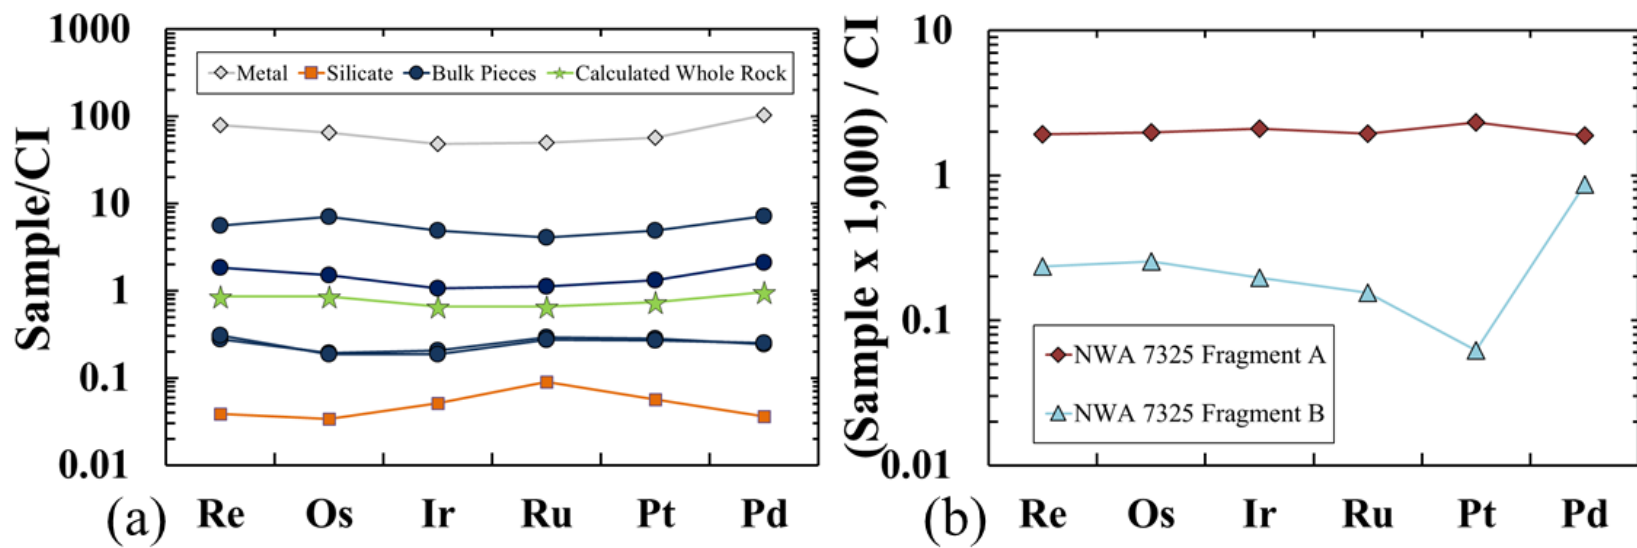 Sample/CI
1000
100
10
1
0.1
0.01
Metal Silicate Bulk Pieces Calculated Whole Rock
(a) Re Os Ir Ru Pt Pd
(Sample x 1,000) / CI
10
1
0.1
0.01
NWA 7325 Fragment A
NWA 7325 Fragment B
(b) Re Os Ir Ru Pt Pd